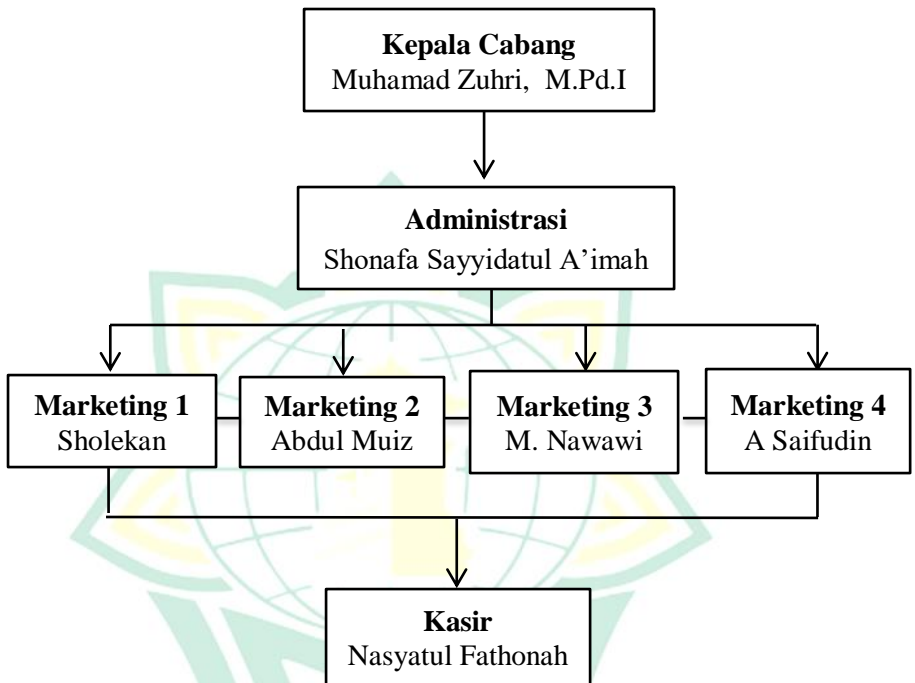 Kepala Cabang
Muhamad Zuhri, M.Pd.I
Administrasi
Shonafa Sayyidatul A’imah
Marketing 1
Sholekan
Marketing 2
Abdul Muiz
Marketing 3
M. Nawawi
Marketing 4
A Saifudin
Kasir
Nasyatul Fathonah